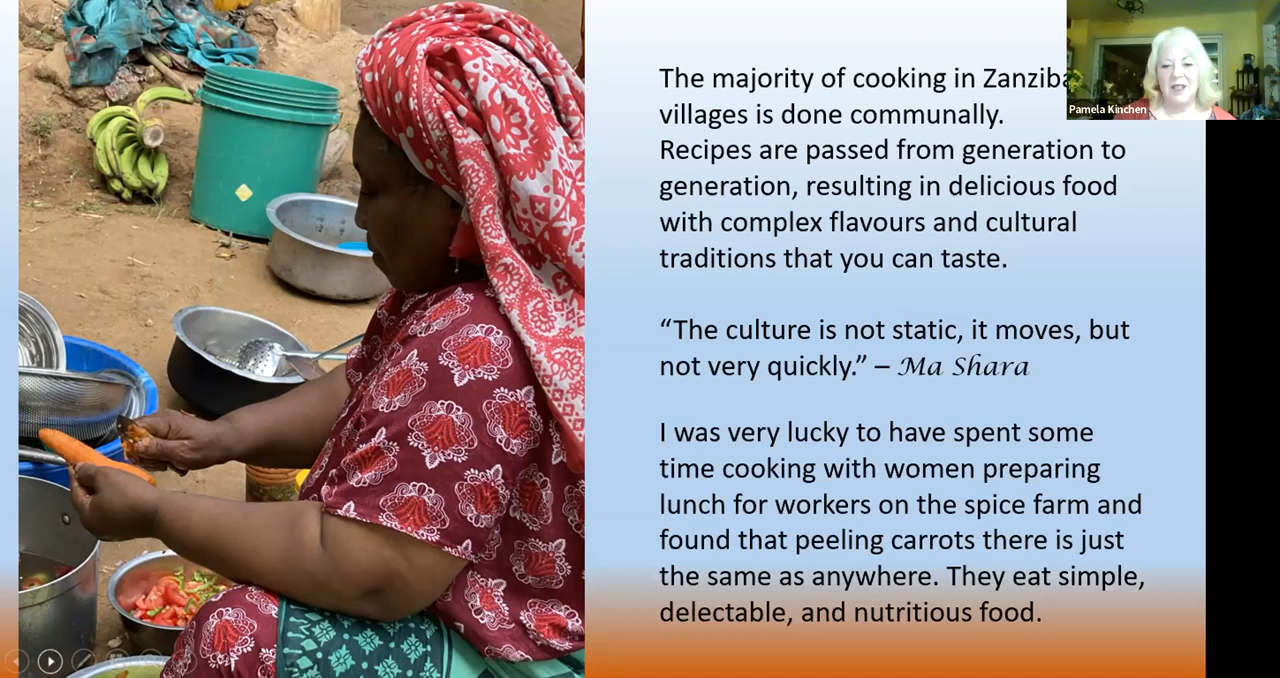 The majority of cooking in Zanziba
villages is done communally.
Recipes are passed from generation to
generation, resulting in delicious food
with complex flavours and cultural
traditions that you can taste.
“The culture is not static, it moves, but
not very quickly.” – Ma Shara
I was very lucky to have spent some
time cooking with women preparing
lunch for workers on the spice farm and
found that peeling carrots there is just
the same as anywhere. They eat simple,
delectable, and nutritious food.
Pamela Kinchen